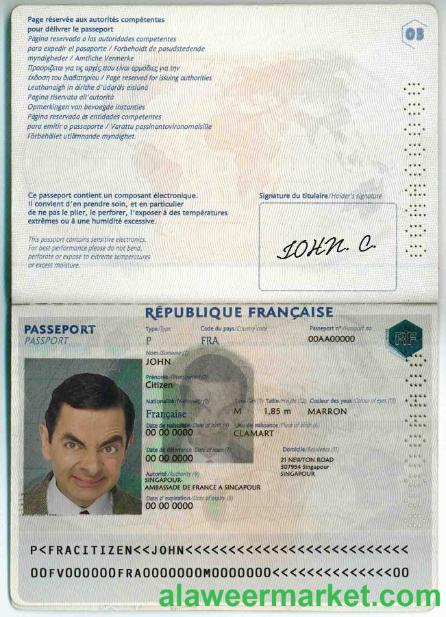 Page réservée aux autorités compétentes
pour délivrer le passeport
03
Página reservada a las autoridades competentes
para expedir el pasaporte / Forbeholdt de pasudstedende
myndigheder / Amtliche Vermerke
Προορίζεται για τις αρχές που είναι αρμόδιες για την
έκδοση του διαβατηρίου / Page reserved for issuing authorities
Leathanaigh in áirithe d'údaráis eisiúna
Pagina riservata all'autorità
Opmerkingen van bevoegde instanties
Página reservada às entidades competentes
para emitir o passaporte / Varattu passinantoviranomaisille
Förbehållet utlämnande myndighet.
Ce passeport contient un composant électronique.
Il convient d'en prendre soin, et en particulier
de ne pas le plier, le perforer, l'exposer à des températures
extrêmes ou à une humidité excessive.
This passport contains sensitive electronics.
For best performance please do not bend,
perforate or expose to extreme temperatures
or excess moisture.
Signature du titulaire/Holder's signature
JOHN. C.
RÉPUBLIQUE FRANÇAISE
PASSEPORT
PASSPORT
Type/Type Code du pays/Country code Passeport n°/Passport no
P FRA 00AA00000
RF
Nom/Surname (1)
JOHN
Prénoms (2)
Citizen
Nationalité (3) Sexe Taille/Height (12) Couleur des yeux/Colour of eyes (13)
Française M 1,85 m MARRON
Date de naissance/Date of birth (4) Lieu de naissance/Place of birth (6)
00 00 0000 CLAMART
Date de délivrance/Date of issue (7) Domicile/Residence (11)
00 00 0000 21 NEWTON ROAD
307954 Singapour
SINGAPOUR
Autorité/Authority (9)
SINGAPOUR.
AMBASSADE DE FRANCE A SINGAPOUR
Date d'expiration/Date of expiry (8)
00 00 0000
P<FRACITIZEN<<JOHN<<<<<<<<<<<<<<<<<<<<<<<<<<
00FV000000FRA0000000M0000000<<<<<<<<<<<<<<00
alaweermarket.com